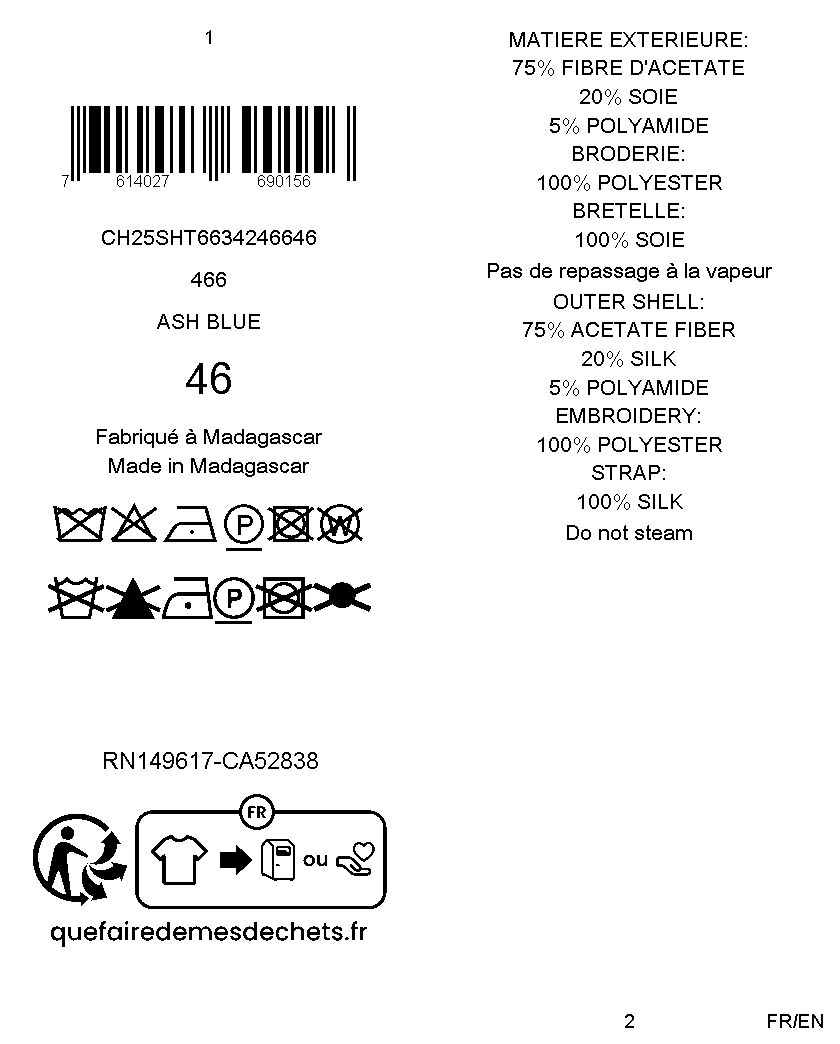 1
7 614027 690156
CH25SHT6634246646
466
ASH BLUE
46
Fabriqué à Madagascar
Made in Madagascar
P W
P
RN149617-CA52838
FR
ou
quefairedemesdechets.fr
MATIERE EXTERIEURE:
75% FIBRE D'ACETATE
20% SOIE
5% POLYAMIDE
BRODERIE:
100% POLYESTER
BRETELLE:
100% SOIE
Pas de repassage à la vapeur
OUTER SHELL:
75% ACETATE FIBER
20% SILK
5% POLYAMIDE
EMBROIDERY:
100% POLYESTER
STRAP:
100% SILK
Do not steam
2 FR/EN